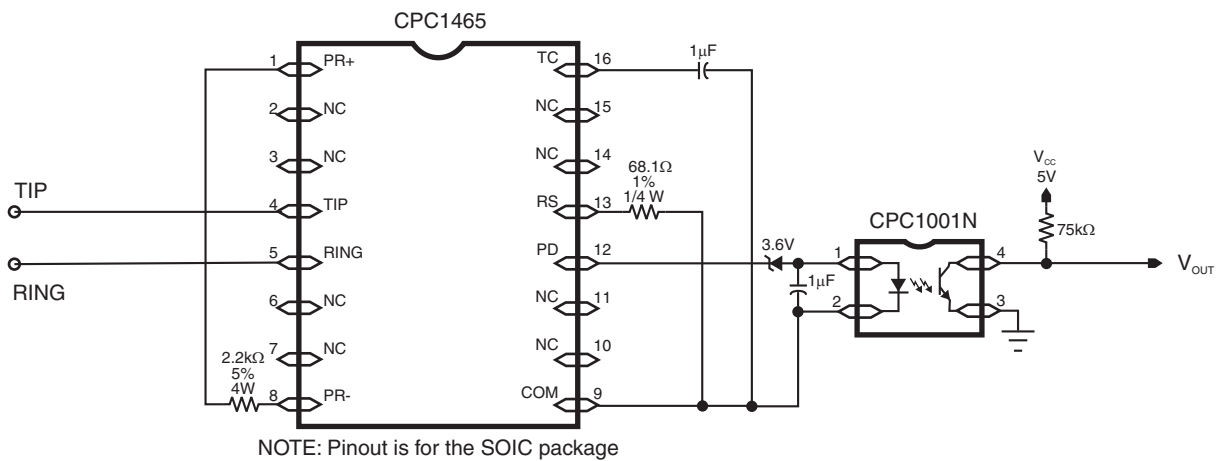 CPC1465
1 PR+
2 NC
3 NC
4 TIP
5 RING
6 NC
7 NC
8 PR-
TC 16
NC 15
NC 14
RS 13
PD 12
NC 11
NC 10
COM 9
TIP
RING
2.2kΩ
5%
4W
1μF
68.1Ω
1%
1/4 W
3.6V
1μF
CPC1001N
1
2
4
3
Vcc
5V
75kΩ
VOUT
NOTE: Pinout is for the SOIC package